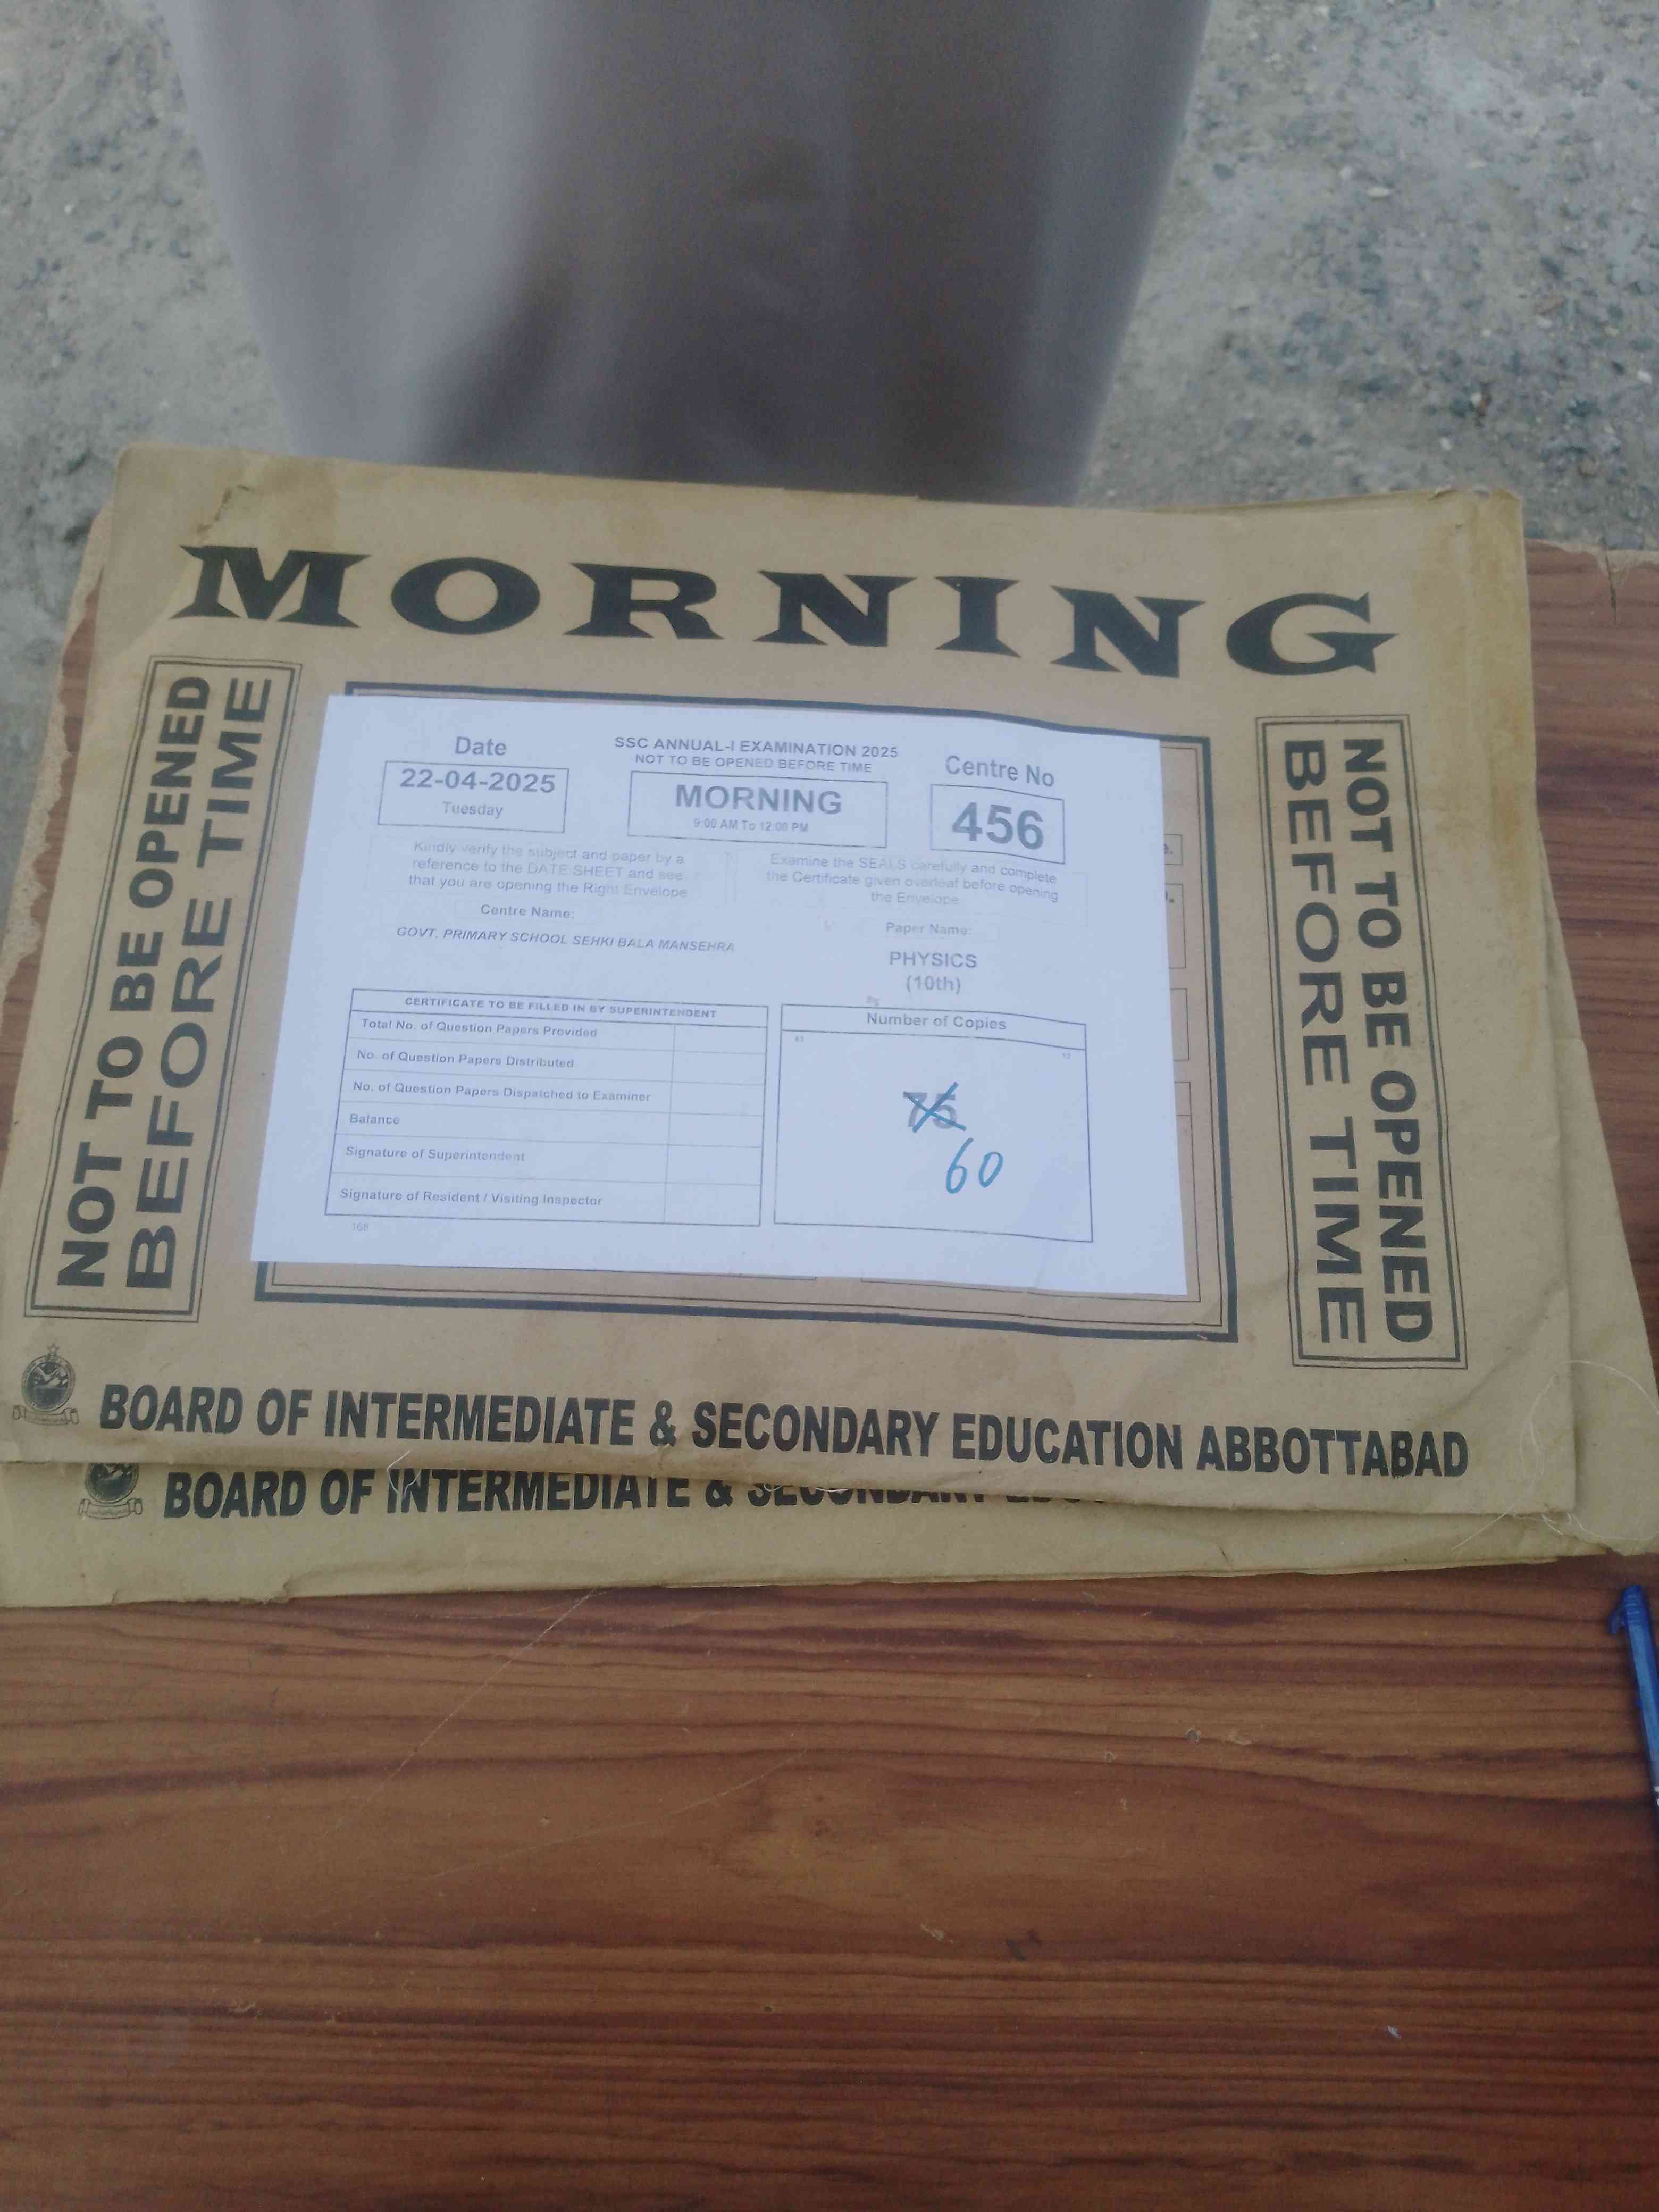 MORNING
NOT TO BE OPENED
BEFORE TIME
Date
22-04-2025
Tuesday
SSC ANNUAL-I EXAMINATION 2025
NOT TO BE OPENED BEFORE TIME
MORNING
9:00 AM To 12:00 PM
Centre No
456
Kindly verify the subject and paper by a
reference to the DATE SHEET and see
that you are opening the Right Envelope
Examine the SEALS carefully and complete
the Certificate given overleaf before opening
the Envelope
Centre Name:
GOVT. PRIMARY SCHOOL SEHKI BALA MANSEHRA
Paper Name:
PHYSICS
(10th)
CERTIFICATE TO BE FILLED IN BY SUPERINTENDENT
Total No. of Question Papers Provided
No. of Question Papers Distributed
No. of Question Papers Dispatched to Examiner
Balance
Signature of Superintendent
Signature of Resident / Visiting Inspector
168
Number of Copies
75
60
NOT TO BE OPENED
BEFORE TIME
BOARD OF INTERMEDIATE & SECONDARY EDUCATION ABBOTTABAD
BOARD OF INTERMEDIATE & SECONDARY